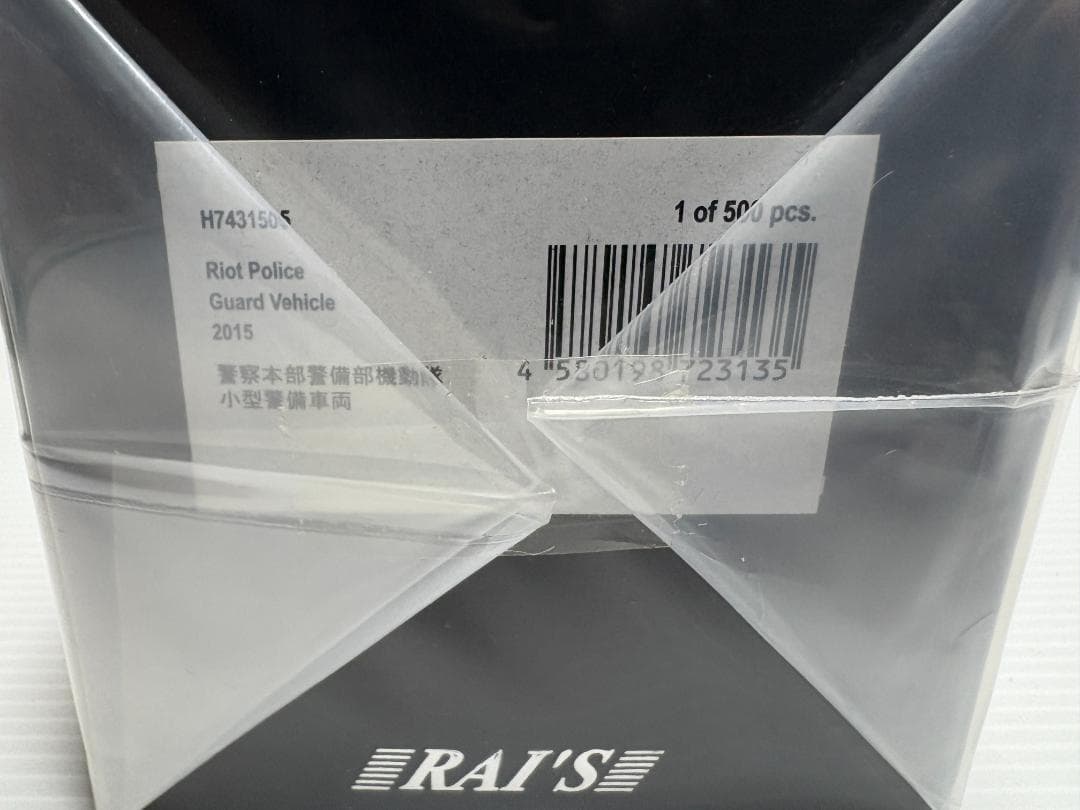 H7431505
1 of 500 pcs.
Riot Police
Guard Vehicle
2015
警察本部警備部機動隊
小型警備車両
4 580198 723135
RAI'S